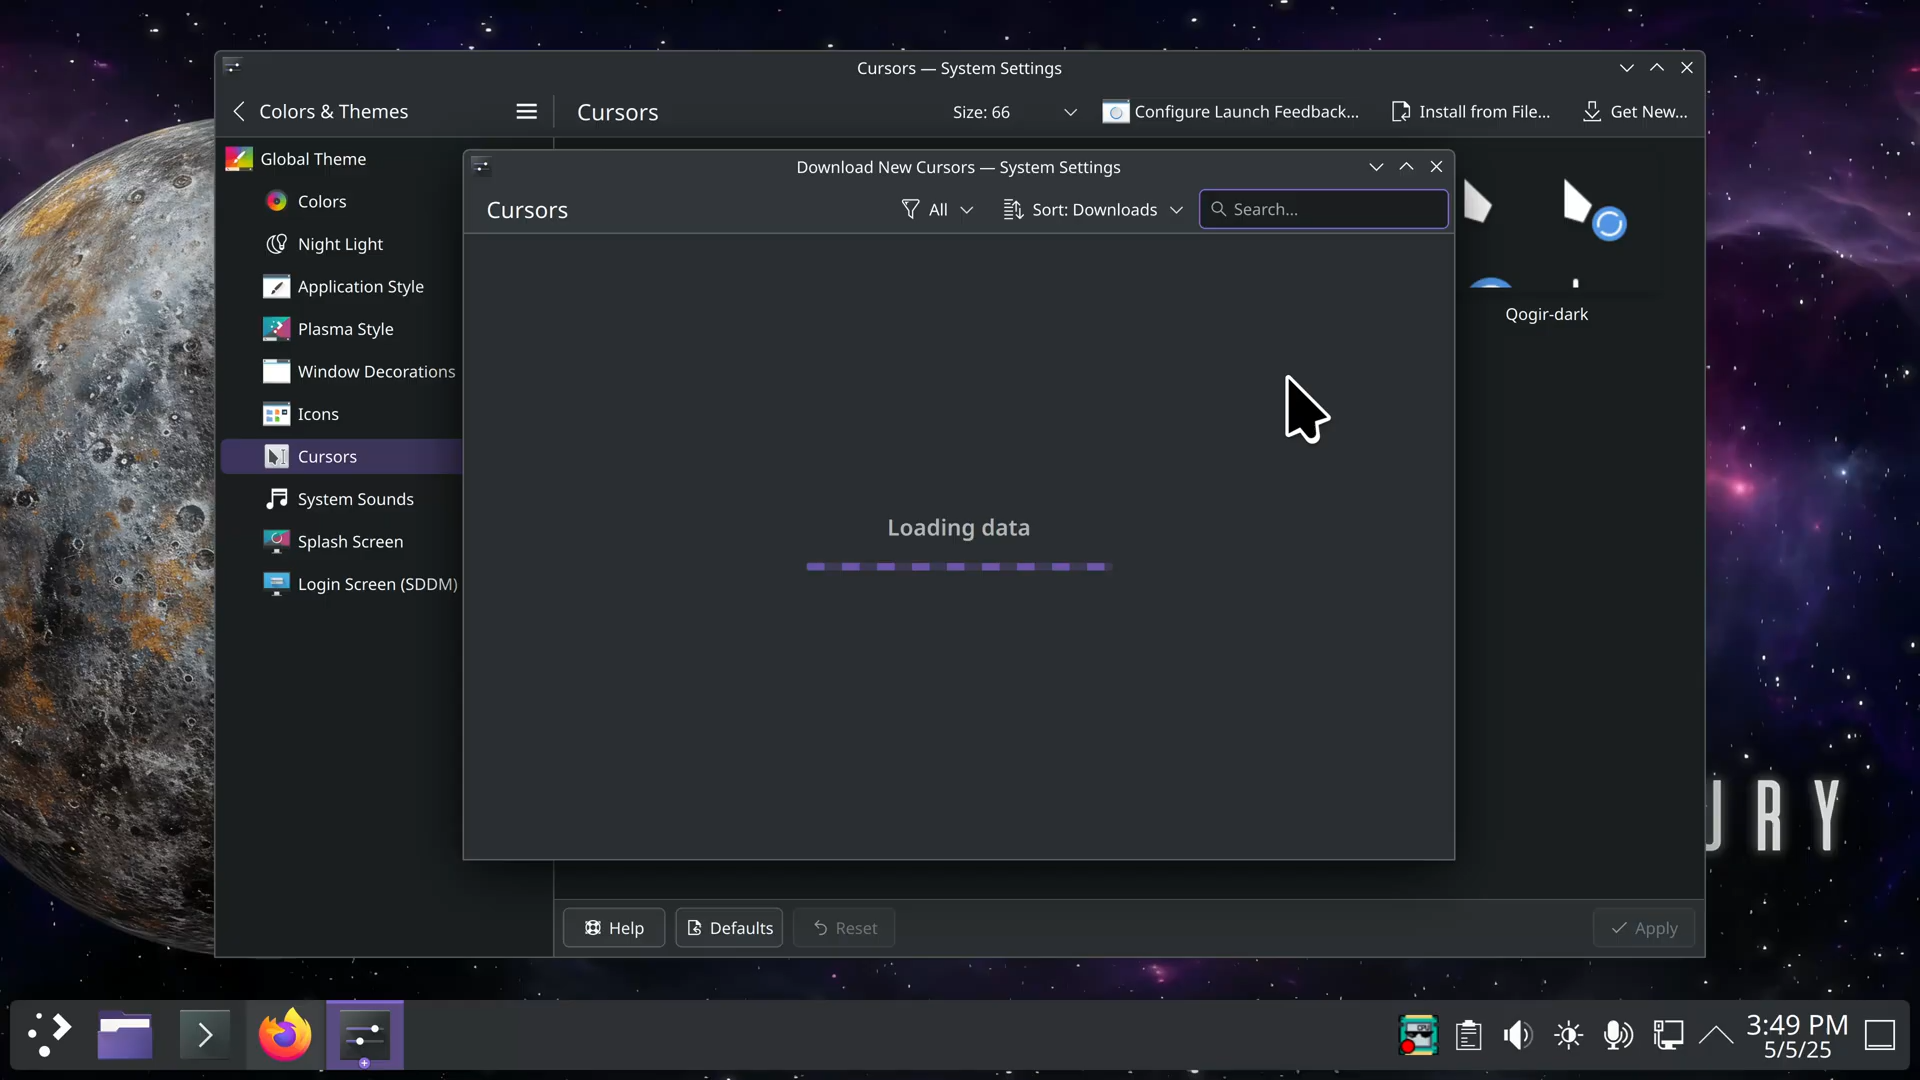 Cursors — System Settings
Colors & Themes
Cursors
Size: 66
Configure Launch Feedback...
Install from File...
Get New...
Global Theme
Colors
Night Light
Application Style
Plasma Style
Window Decorations
Icons
Cursors
System Sounds
Splash Screen
Login Screen (SDDM)
Download New Cursors — System Settings
Cursors
All
Sort: Downloads
Search...
Loading data
Qogir-dark
Help
Defaults
Reset
Apply
URY
3:49 PM
5/5/25